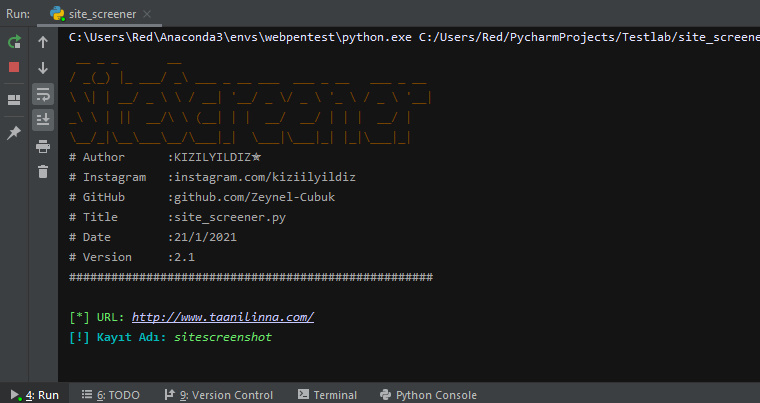 Run: site_screener
C:\Users\Red\Anaconda3\envs\webpentest\python.exe C:/Users/Red/PycharmProjects/Testlab/site_screene
# Author :KIZILYILDIZ✯
# Instagram :instagram.com/kiziilyildiz
# GitHub :github.com/Zeynel-Cubuk
# Title :site_screener.py
# Date :21/1/2021
# Version :2.1
####################################################
[*] URL: http://www.taanilinna.com/
[!] Kayıt Adı: sitescreenshot
4: Run 6: TODO 9: Version Control Terminal Python Console